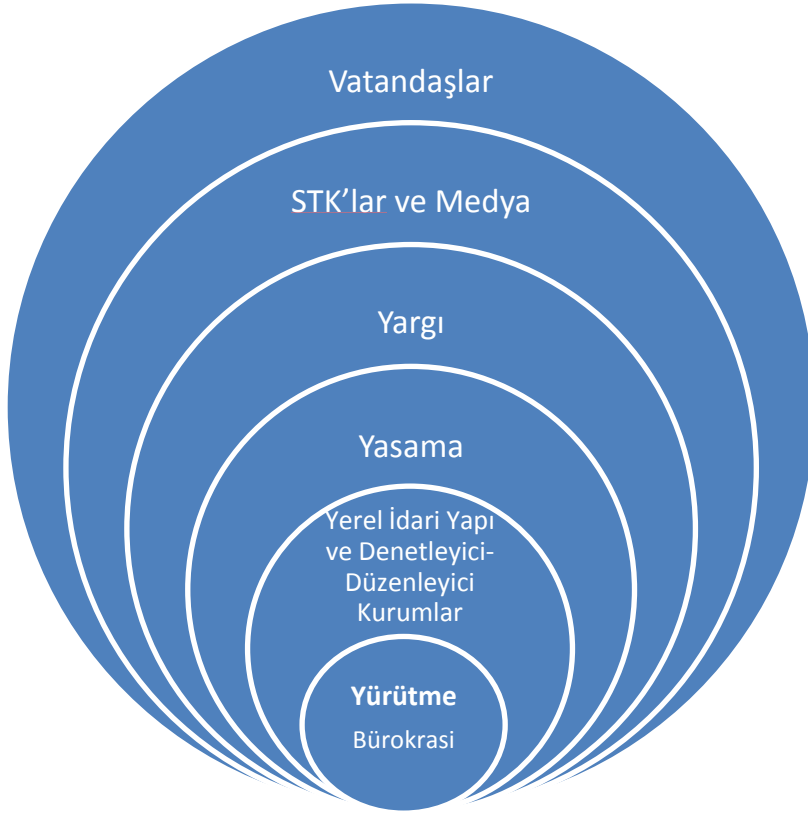 Vatandaşlar
STK’lar ve Medya
Yargı
Yasama
Yerel İdari Yapı
ve Denetleyici-
Düzenleyici
Kurumlar
Yürütme
Bürokrasi